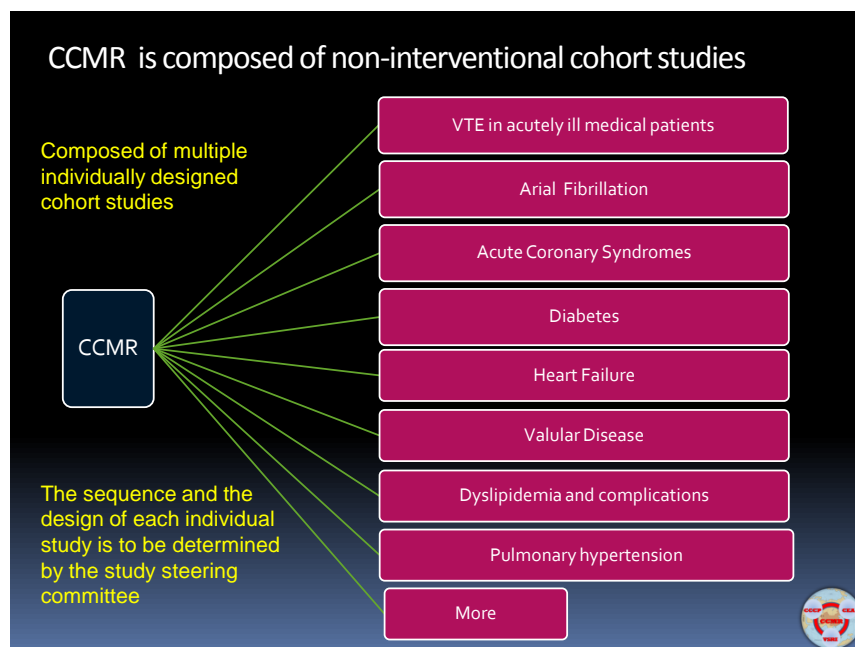 CCMR is composed of non-interventional cohort studies
Composed of multiple
individually designed
cohort studies
CCMR
The sequence and the
design of each individual
study is to be determined
by the study steering
committee
VTE in acutely ill medical patients
Arial Fibrillation
Acute Coronary Syndromes
Diabetes
Heart Failure
Valular Disease
Dyslipidemia and complications
Pulmonary hypertension
More
CCCP
CCMR